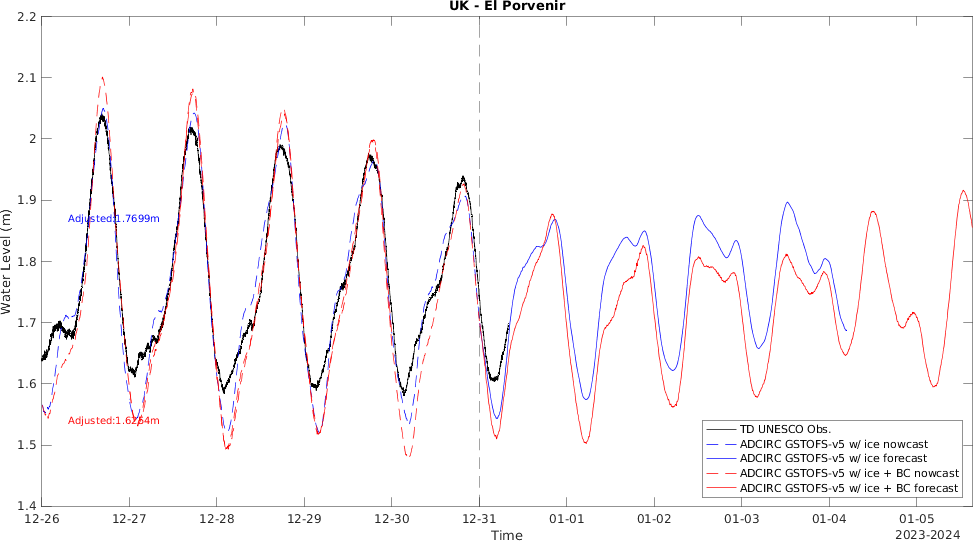 UK - El Porvenir
2.2
2.1
2
1.9
1.8
1.7
1.6
1.5
1.4
Water Level (m)
Adjusted:1.7699m
Adjusted:1.6264m
TD UNESCO Obs.
ADCIRC GSTOFS-v5 w/ ice nowcast
ADCIRC GSTOFS-v5 w/ ice forecast
ADCIRC GSTOFS-v5 w/ ice + BC nowcast
ADCIRC GSTOFS-v5 w/ ice + BC forecast
12-26 12-27 12-28 12-29 12-30 12-31 01-01 01-02 01-03 01-04 01-05
Time
2023-2024